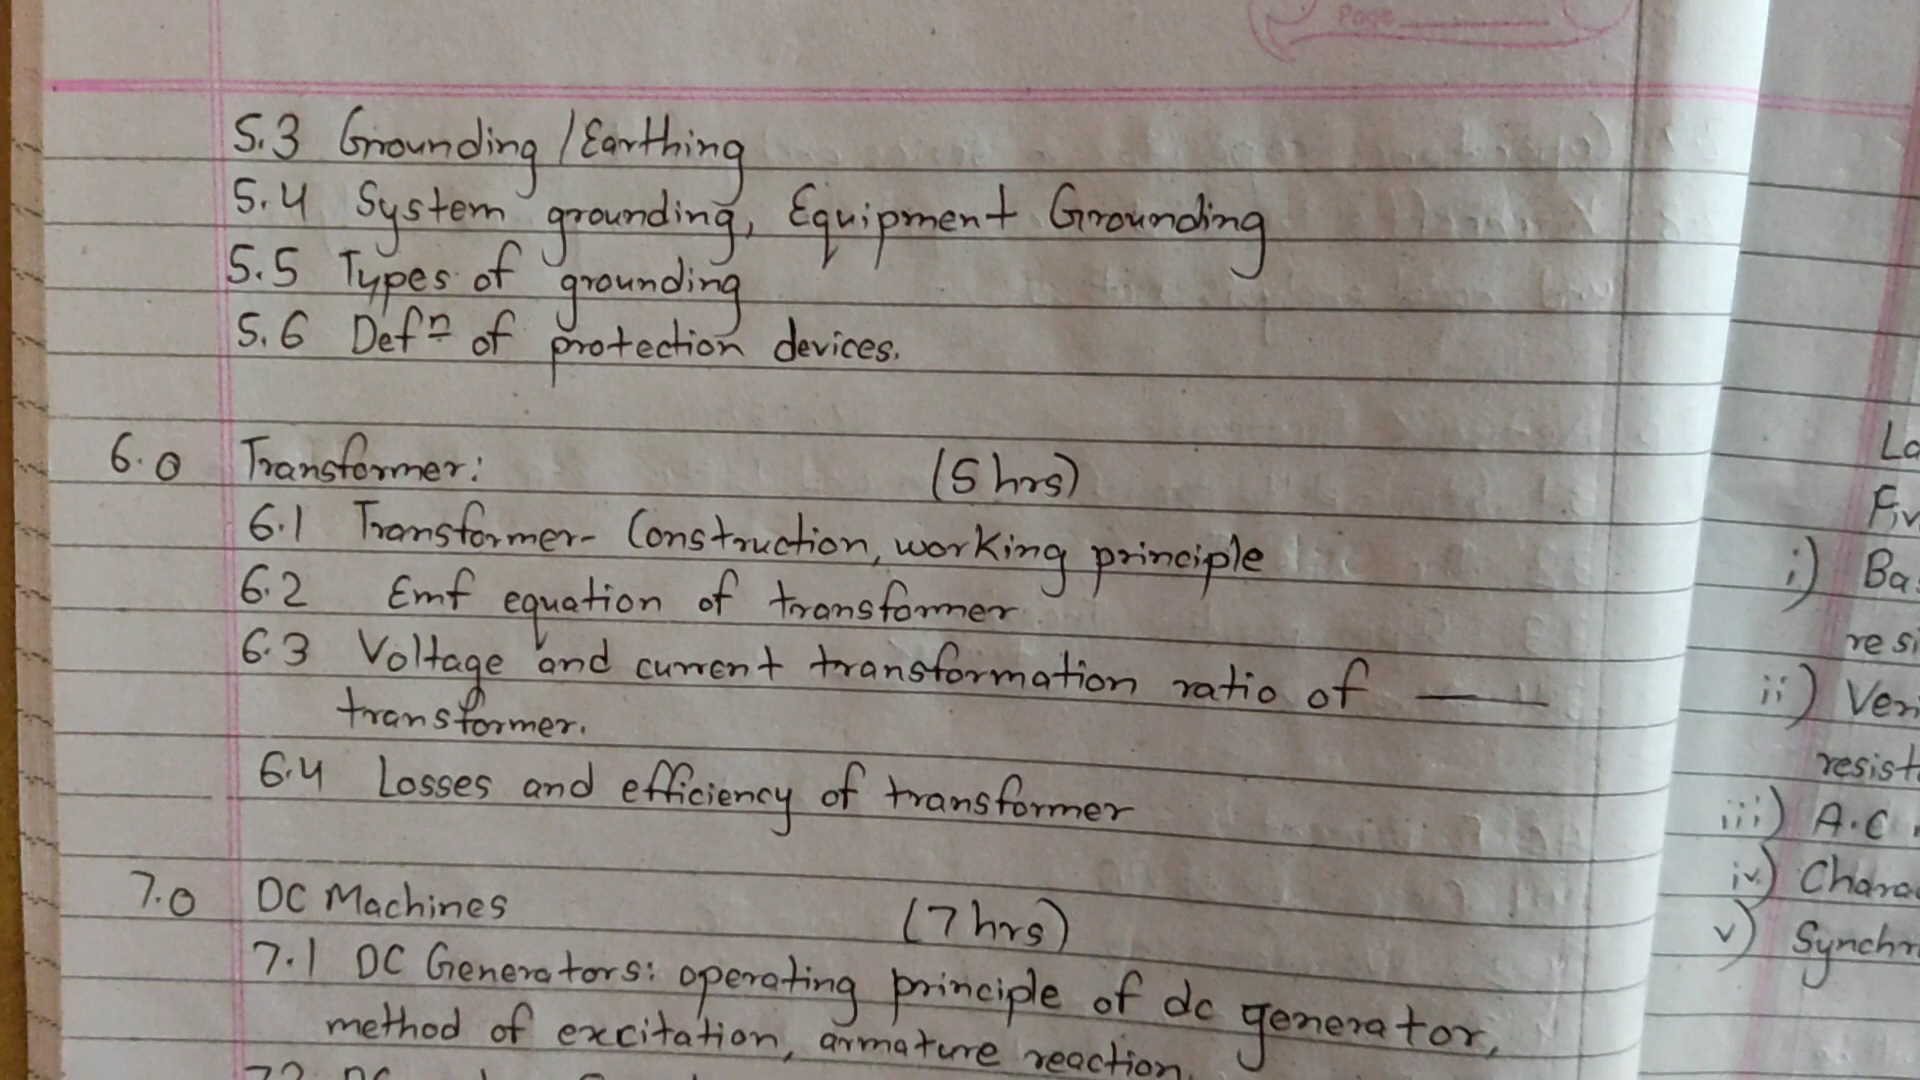 Page
5.3 Grounding / Earthing
5.4 System grounding, Equipment Grounding
5.5 Types of grounding
5.6 Defn of protection devices.
6.0 Transformer: (5 hrs)
6.1 Transformer- Construction, working principle
6.2 Emf equation of transformer
6.3 Voltage and current transformation ratio of —
transformer.
6.4 Losses and efficiency of transformer
7.0 DC Machines (7 hrs)
7.1 DC Generators: operating principle of dc generator,
method of excitation, armature reaction.
i) 
ii) 
resist
iii) A.C
iv) 
v)